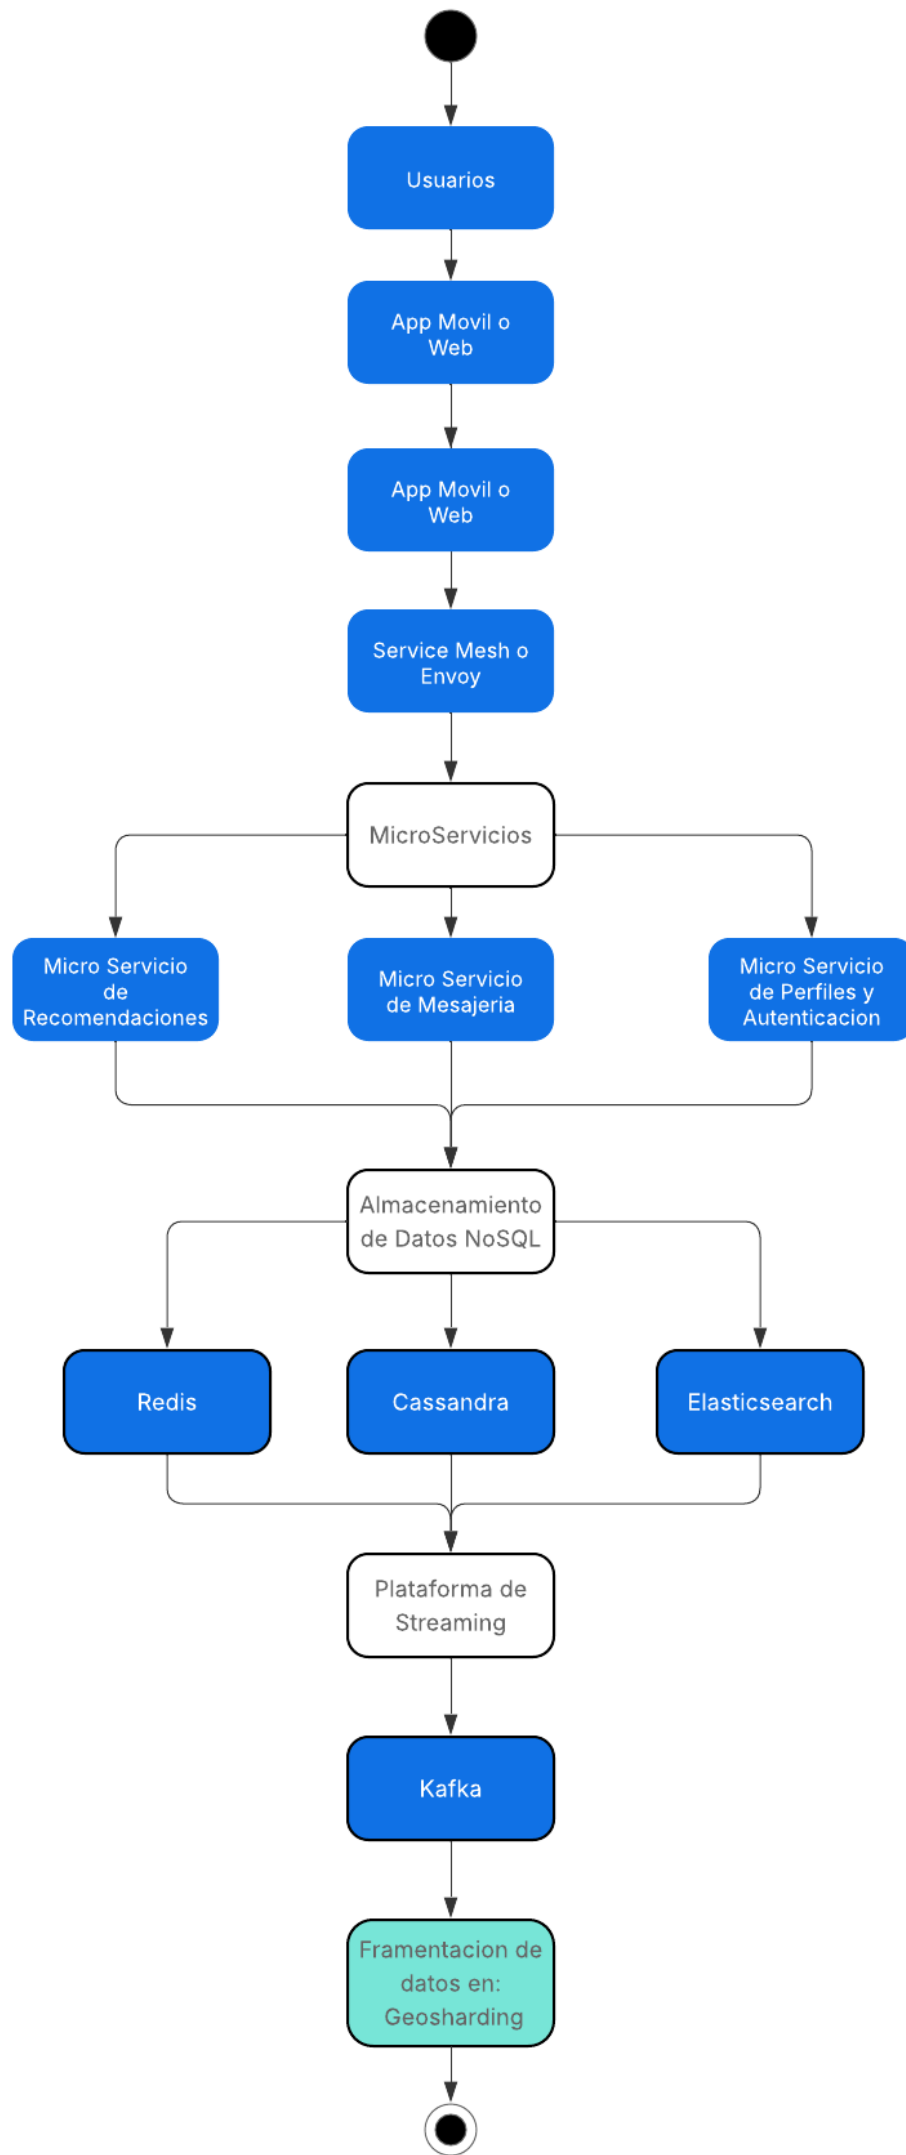 Usuarios
App Movil o
Web
App Movil o
Web
Service Mesh o
Envoy
MicroServicios
Micro Servicio
de
Recomendaciones
Micro Servicio
de Mesajeria
Micro Servicio
de Perfiles y
Autenticacion
Almacenamiento
de Datos NoSQL
Redis
Cassandra
Elasticsearch
Plataforma de
Streaming
Kafka
Framentacion de
datos en:
Geosharding